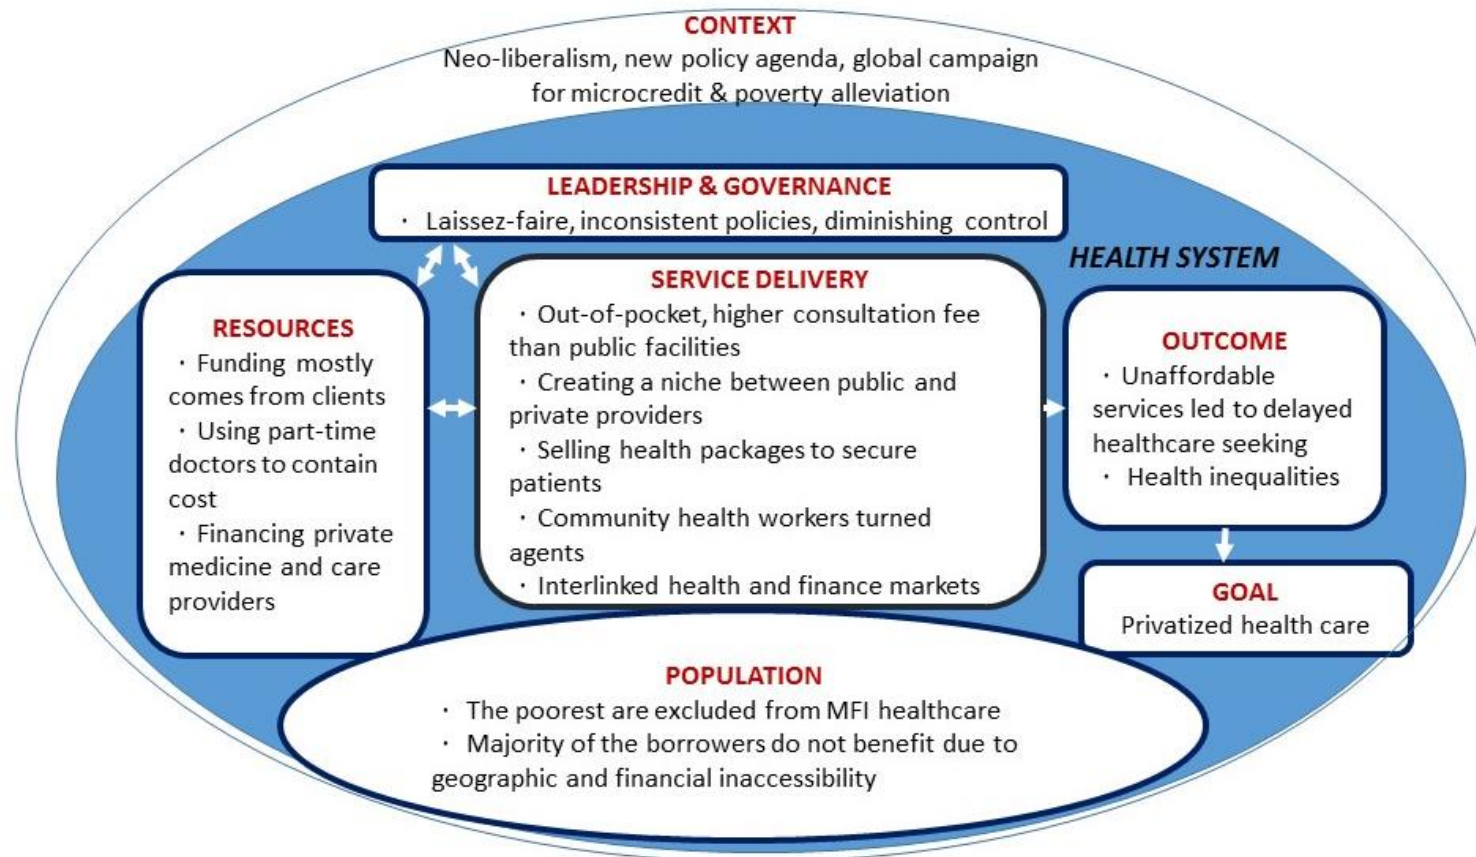 CONTEXT
Neo-liberalism, new policy agenda, global campaign
for microcredit & poverty alleviation
LEADERSHIP & GOVERNANCE
· Laissez-faire, inconsistent policies, diminishing control
HEALTH SYSTEM
RESOURCES
· Funding mostly
comes from clients
· Using part-time
doctors to contain
cost
· Financing private
medicine and care
providers
SERVICE DELIVERY
· Out-of-pocket, higher consultation fee
than public facilities
· Creating a niche between public and
private providers
· Selling health packages to secure
patients
· Community health workers turned
agents
· Interlinked health and finance markets
OUTCOME
· Unaffordable
services led to delayed
healthcare seeking
· Health inequalities
GOAL
Privatized health care
POPULATION
· The poorest are excluded from MFI healthcare
· Majority of the borrowers do not benefit due to
geographic and financial inaccessibility